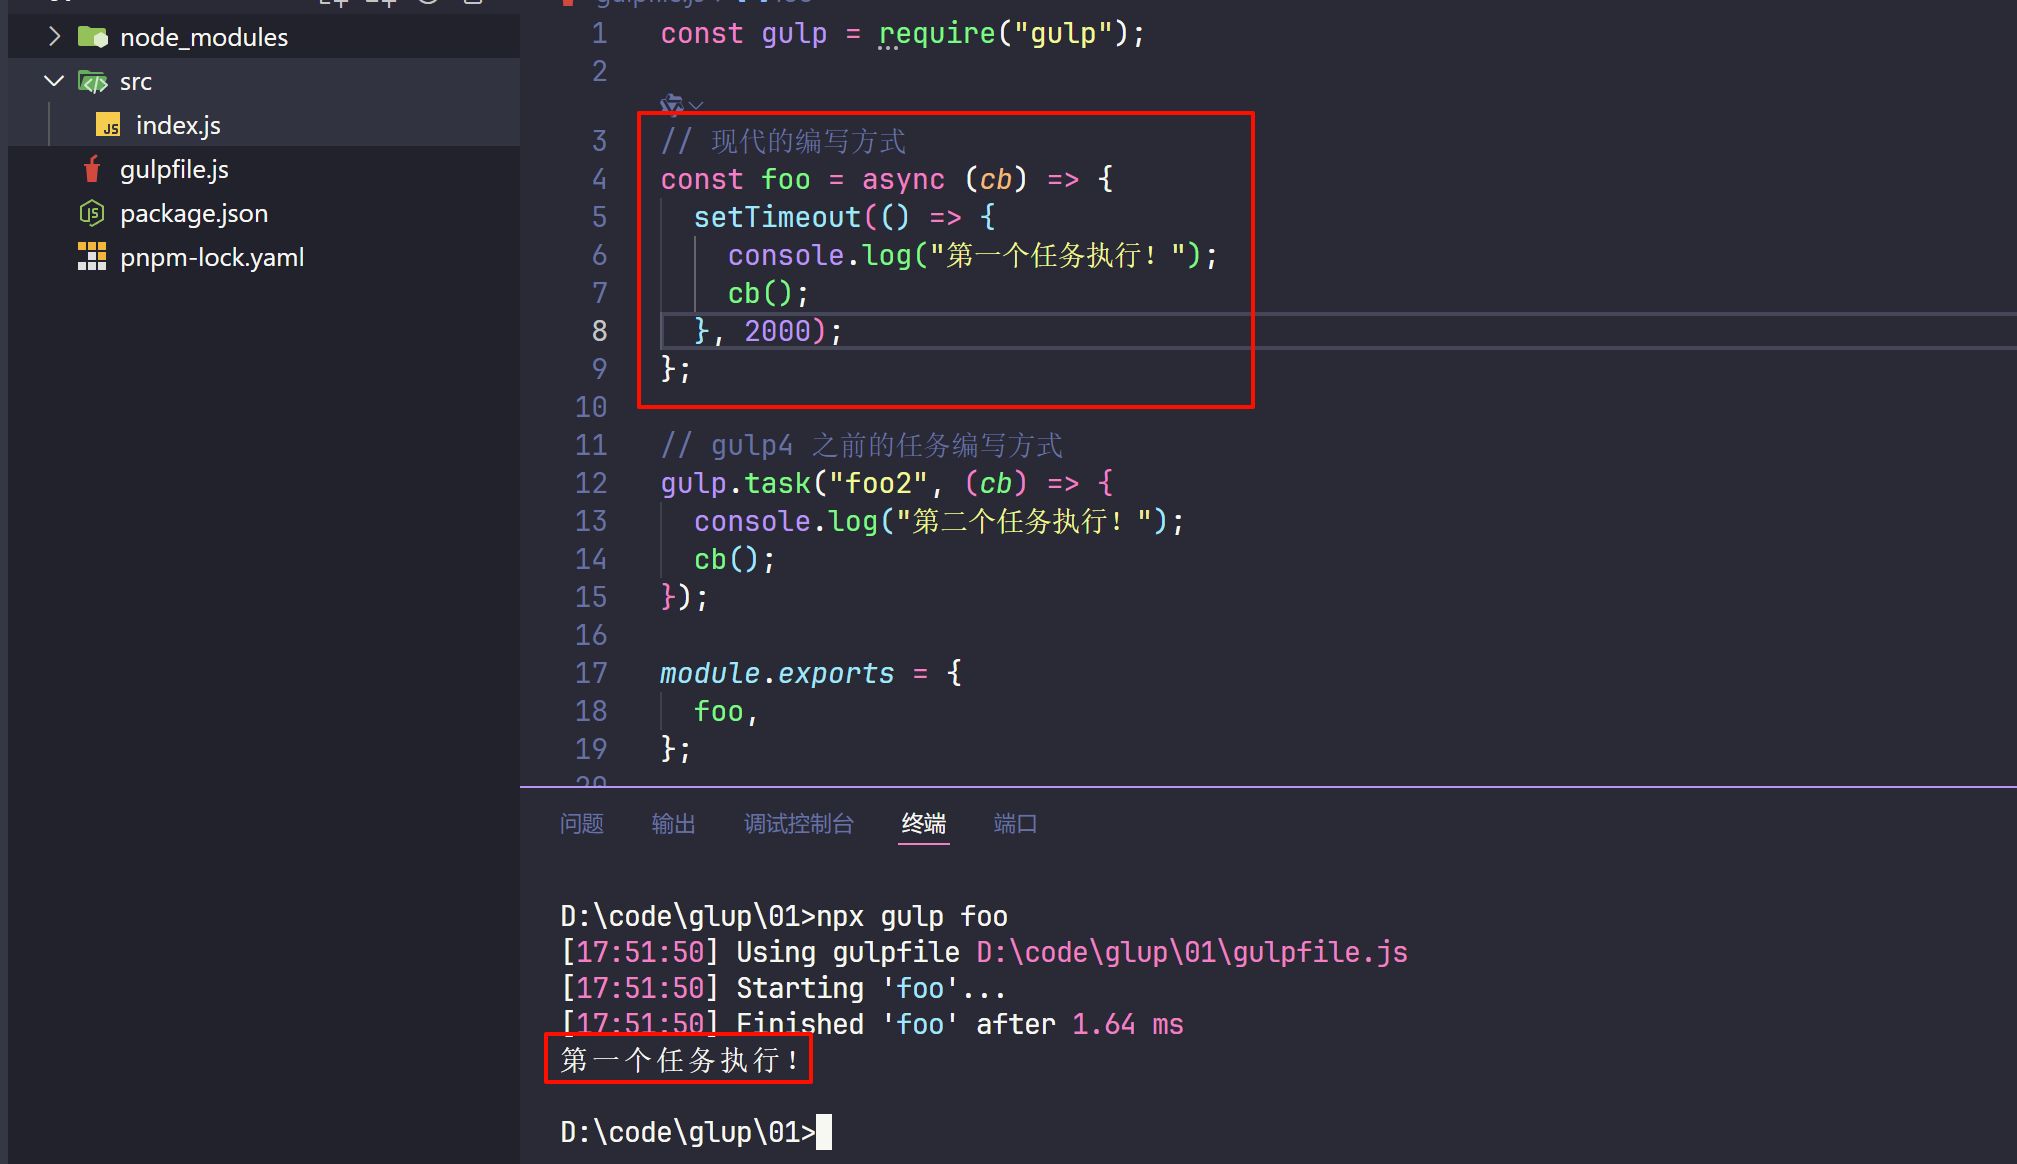 node_modules
src
index.js
gulpfile.js
package.json
pnpm-lock.yaml
1 const gulp = require("gulp");
2
3 // 现代的编写方式
4 const foo = async (cb) => {
5 setTimeout(() => {
6 console.log("第一个任务执行！");
7 cb();
8 }, 2000);
9 };
10
11 // gulp4 之前的任务编写方式
12 gulp.task("foo2", (cb) => {
13 console.log("第二个任务执行！");
14 cb();
15 });
16
17 module.exports = {
18 foo,
19 };
20
问题 输出 调试控制台 终端 端口
D:\code\glup\01>npx gulp foo
[17:51:50] Using gulpfile D:\code\glup\01\gulpfile.js
[17:51:50] Starting 'foo'...
[17:51:50] Finished 'foo' after 1.64 ms
第一个任务执行！
D:\code\glup\01>